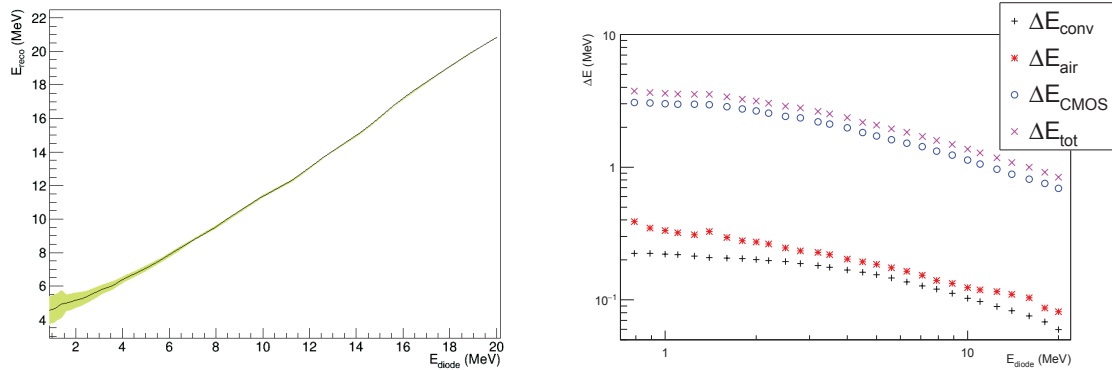 E_reco (MeV)
22
20
18
16
14
12
10
8
6
4
2 4 6 8 10 12 14 16 18 20
E_diode (MeV)
ΔE (MeV)
10
1
10⁻¹
1 10
E_diode (MeV)
ΔE_conv
ΔE_air
ΔE_CMOS
ΔE_tot